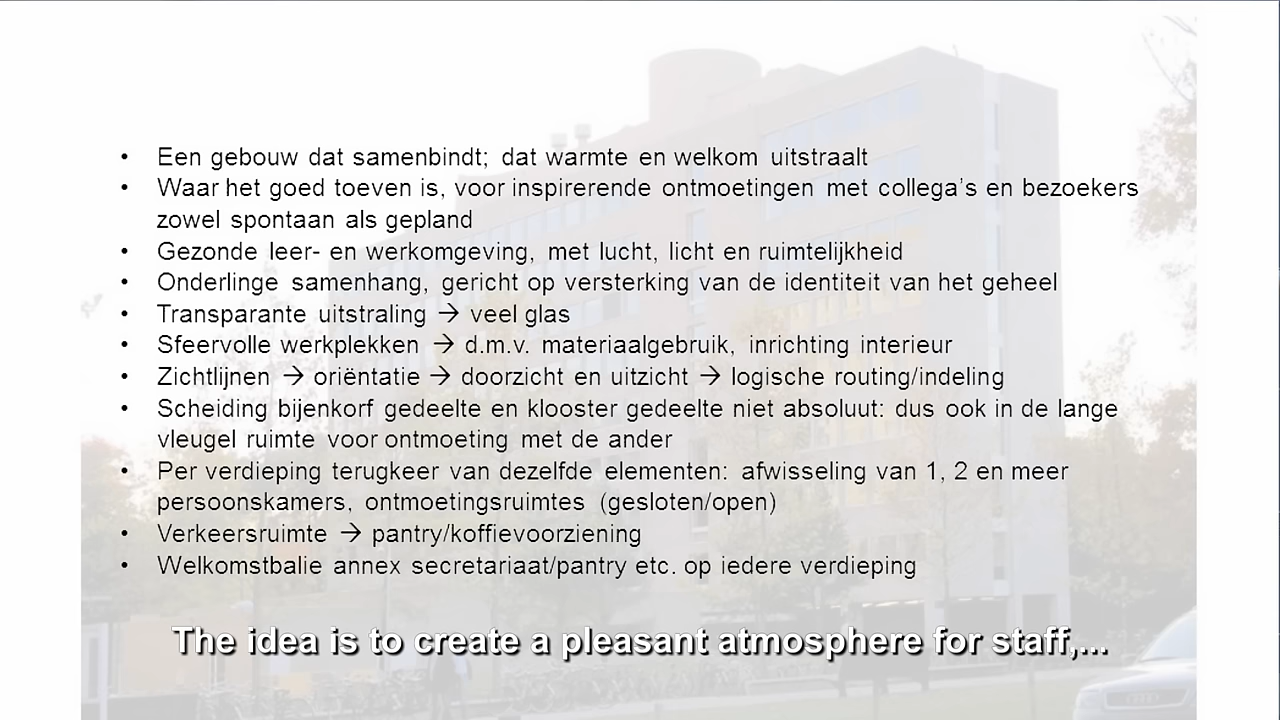 • Een gebouw dat samenbindt; dat warmte en welkom uitstraalt
• Waar het goed toeven is, voor inspirerende ontmoetingen met collega's en bezoekers
zowel spontaan als gepland
• Gezonde leer- en werkomgeving, met lucht, licht en ruimtelijkheid
• Onderlinge samenhang, gericht op versterking van de identiteit van het geheel
• Transparante uitstraling → veel glas
• Sfeervolle werkplekken → d.m.v. materiaalgebruik, inrichting interieur
• Zichtlijnen → oriëntatie → doorzicht en uitzicht → logische routing/indeling
• Scheiding bijenkorf gedeelte en klooster gedeelte niet absoluut: dus ook in de lange
vleugel ruimte voor ontmoeting met de ander
• Per verdieping terugkeer van dezelfde elementen: afwisseling van 1, 2 en meer
persoonskamers, ontmoetingsruimtes (gesloten/open)
• Verkeersruimte → pantry/koffievoorziening
• Welkomstbalie annex secretariaat/pantry etc. op iedere verdieping
The idea is to create a pleasant atmosphere for staff,...